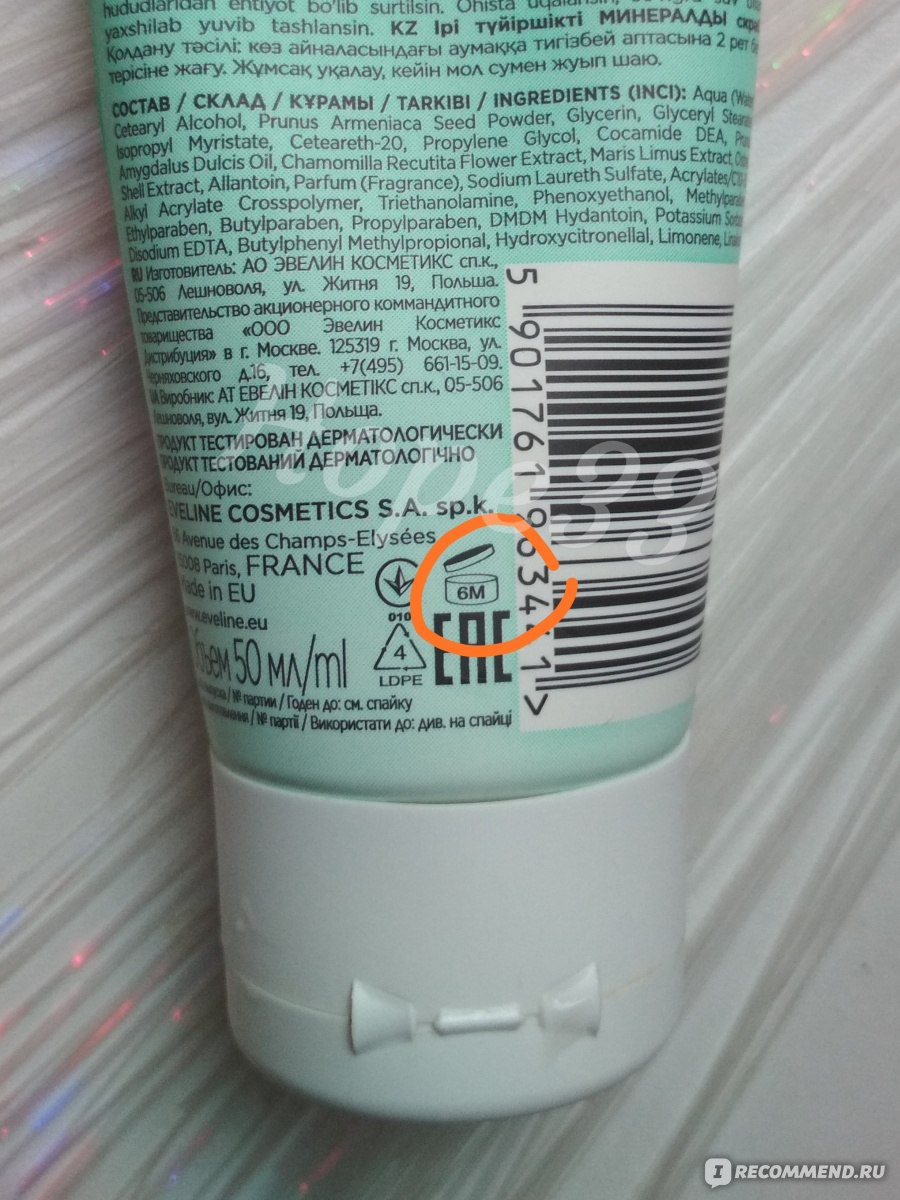 hududlaridan ehtiyot bo'lib surtilsin. Ohista uqalansin,
yaxshilab yuvib tashlansin. KZ Ірі түйіршікті МИНЕРАЛДЫ
Қолдану тәсілі: көз айналасындағы аумаққа тигізбей аптасына 2 рет
терісіне жағу. Жұмсақ уқалау, кейін мол сумен жуып шаю.
СОСТАВ / СКЛАД / ҚҰРАМЫ / TARKIBI / INGREDIENTS (INCI): Aqua
Cetearyl Alcohol, Prunus Armeniaca Seed Powder, Glycerin, Glyceryl
Isopropyl Myristate, Ceteareth-20, Propylene Glycol, Cocamide DEA,
Amygdalus Dulcis Oil, Chamomilla Recutita Flower Extract, Maris Limus Extract,
Shell Extract, Allantoin, Parfum (Fragrance), Sodium Laureth Sulfate,
Alkyl Acrylate Crosspolymer, Triethanolamine, Phenoxyethanol,
Ethylparaben, Butylparaben, Propylparaben, DMDM Hydantoin, Potassium
Disodium EDTA, Butylphenyl Methylpropional, Hydroxycitronellal, Limonene,
RU Изготовитель: АО ЭВЕЛИН КОСМЕТИКС сп.к.,
05-506 Лешноволя, ул. Житня 19, Польша.
Представительство акционерного коммандитного
товарищества «ООО Эвелин Косметикс
Дистрибуция» в г. Москве. 125319 г. Москва, ул.
Черняховского д.16, тел. +7(495) 661-15-09.
UA Виробник: АТ ЕВЕЛІН КОСМЕТІКС сп.к., 05-506
Лешноволя, вул. Житня 19, Польща.
ПРОДУКТ ТЕСТИРОВАН ДЕРМАТОЛОГИЧЕСКИ
ПРОДУКТ ТЕСТОВАНИЙ ДЕРМАТОЛОГІЧНО
Bureau/Офис:
EVELINE COSMETICS S.A. sp.k.
Avenue des Champs-Elysées
75008 Paris, FRANCE
Made in EU
www.eveline.eu
Объем 50 мл/ml
/ № партии / Годен до: см. спайку
/ № партії / Використати до: див. на спайці
6M
010
4
LDPE
EAC
5 901761 963411 >
Hope33
IRECOMMEND.RU